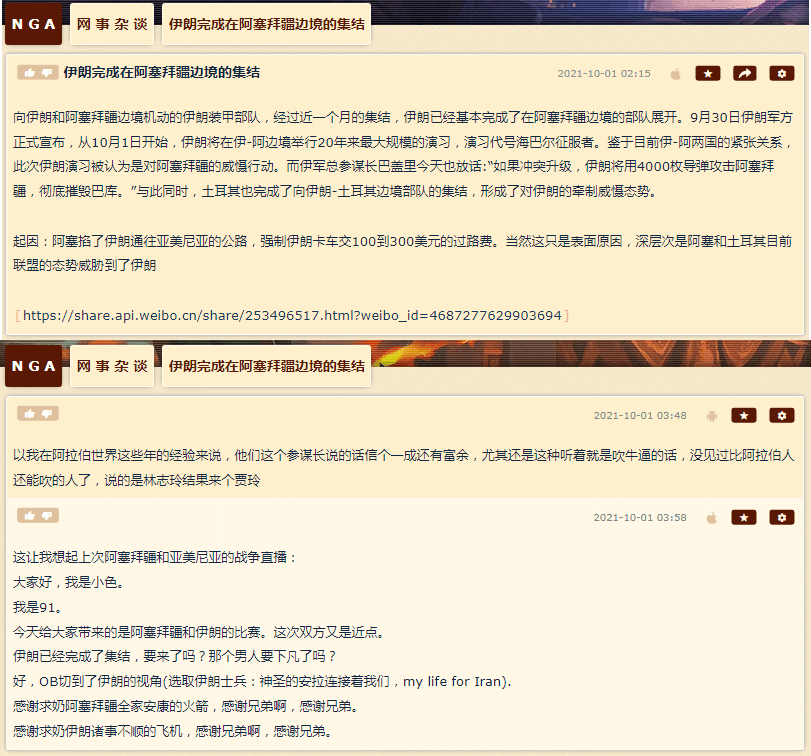 NGA 网事杂谈 伊朗完成在阿塞拜疆边境的集结
伊朗完成在阿塞拜疆边境的集结 2021-10-01 02:15
向伊朗和阿塞拜疆边境机动的伊朗装甲部队，经过近一个月的集结，伊朗已经基本完成了在阿塞拜疆边境的部队展开。9月30日伊朗军方
正式宣布，从10月1日开始，伊朗将在伊-阿边境举行20年来最大规模的演习，演习代号海巴尔征服者。鉴于目前伊-阿两国的紧张关系，
此次伊朗演习被认为是对阿塞拜疆的威慑行动。而伊军总参谋长巴盖里今天也放话:“如果冲突升级，伊朗将用4000枚导弹攻击阿塞拜
疆，彻底摧毁巴库。”与此同时，土耳其也完成了向伊朗-土耳其边境部队的集结，形成了对伊朗的牵制威慑态势。
起因：阿塞掐了伊朗通往亚美尼亚的公路，强制伊朗卡车交100到300美元的过路费。当然这只是表面原因，深层次是阿塞和土耳其目前
联盟的态势威胁到了伊朗
[https://share.api.weibo.cn/share/253496517.html?weibo_id=4687277629903694]
NGA 网事杂谈 伊朗完成在阿塞拜疆边境的集结
2021-10-01 03:48
以我在阿拉伯世界这些年的经验来说，他们这个参谋长说的话信个一成还有富余，尤其还是这种听着就是吹牛逼的话，没见过比阿拉伯人
还能吹的人了，说的是林志玲结果来个贾玲
2021-10-01 03:58
这让我想起上次阿塞拜疆和亚美尼亚的战争直播：
大家好，我是小色。
我是91。
今天给大家带来的是阿塞拜疆和伊朗的比赛。这次双方又是近点。
伊朗已经完成了集结，要来了吗？那个男人要下凡了吗？
好，OB切到了伊朗的视角(选取伊朗士兵：神圣的安拉连接着我们，my life for Iran).
感谢求奶阿塞拜疆全家安康的火箭，感谢兄弟啊，感谢兄弟。
感谢求奶伊朗诸事不顺的飞机，感谢兄弟啊，感谢兄弟。